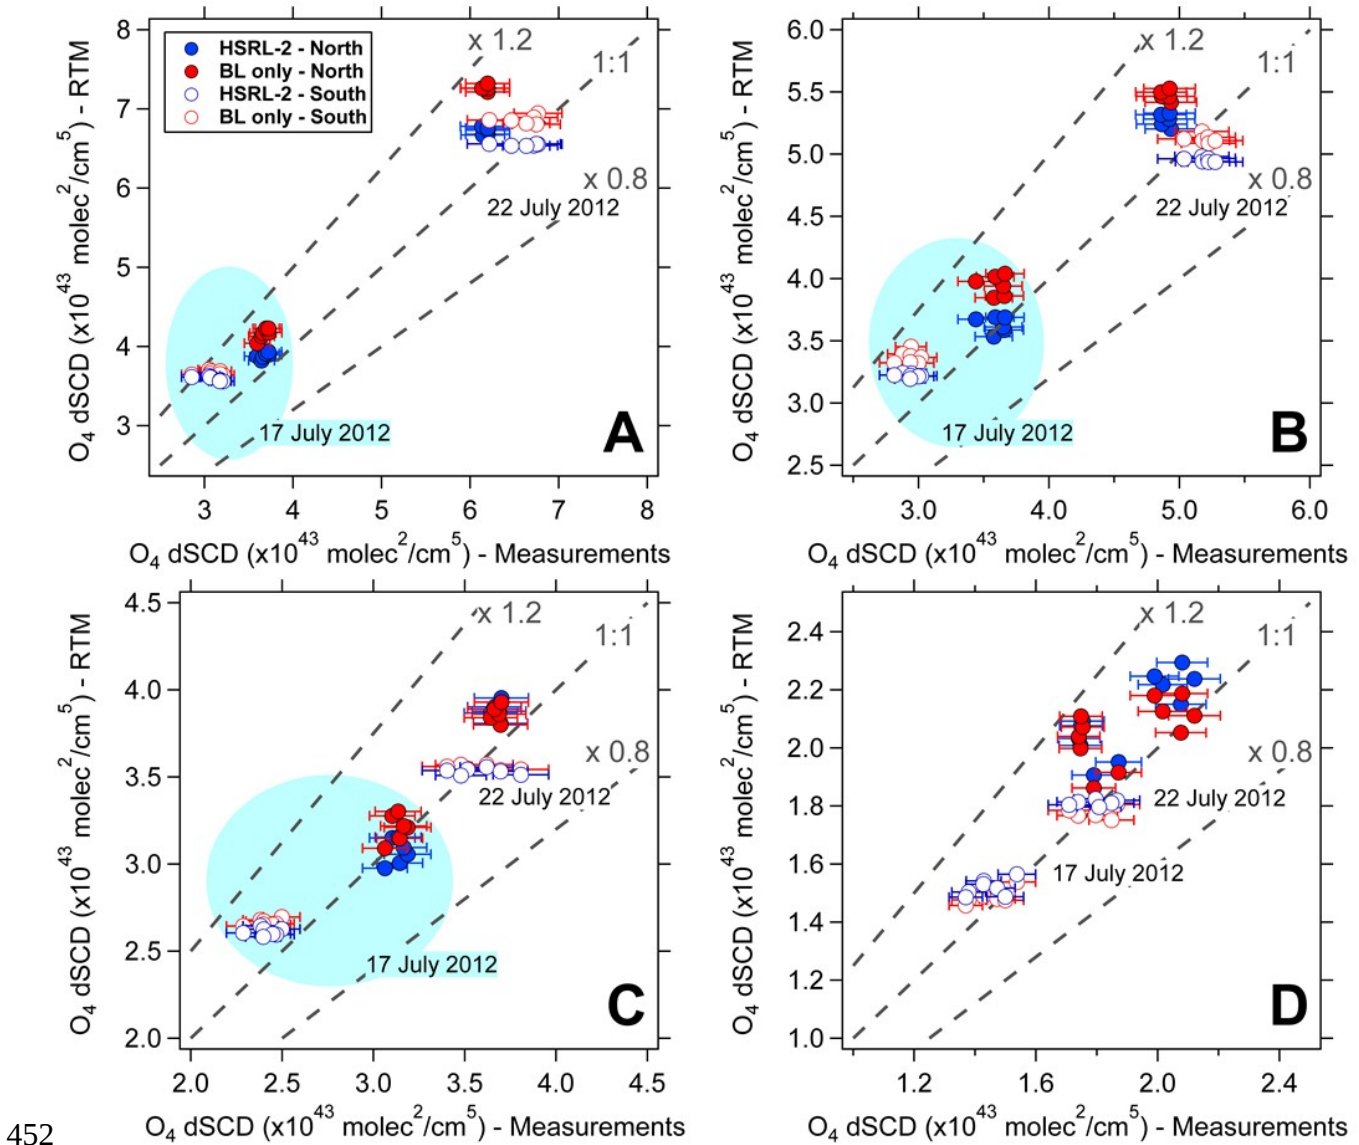 O4 dSCD (x10^43 molec^2/cm^5) - RTM
8
7
6
5
4
3
HSRL-2 - North
BL only - North
HSRL-2 - South
BL only - South
x 1.2
1:1
x 0.8
22 July 2012
17 July 2012
A
3 4 5 6 7 8
O4 dSCD (x10^43 molec^2/cm^5) - Measurements
O4 dSCD (x10^43 molec^2/cm^5) - RTM
6.0
5.5
5.0
4.5
4.0
3.5
3.0
2.5
x 1.2
1:1
x 0.8
22 July 2012
17 July 2012
B
3.0 4.0 5.0 6.0
O4 dSCD (x10^43 molec^2/cm^5) - Measurements
O4 dSCD (x10^43 molec^2/cm^5) - RTM
4.5
4.0
3.5
3.0
2.5
2.0
x 1.2
1:1
x 0.8
22 July 2012
17 July 2012
C
2.0 2.5 3.0 3.5 4.0 4.5
O4 dSCD (x10^43 molec^2/cm^5) - Measurements
O4 dSCD (x10^43 molec^2/cm^5) - RTM
2.4
2.2
2.0
1.8
1.6
1.4
1.2
1.0
x 1.2
1:1
x 0.8
22 July 2012
17 July 2012
D
1.2 1.6 2.0 2.4
O4 dSCD (x10^43 molec^2/cm^5) - Measurements
452